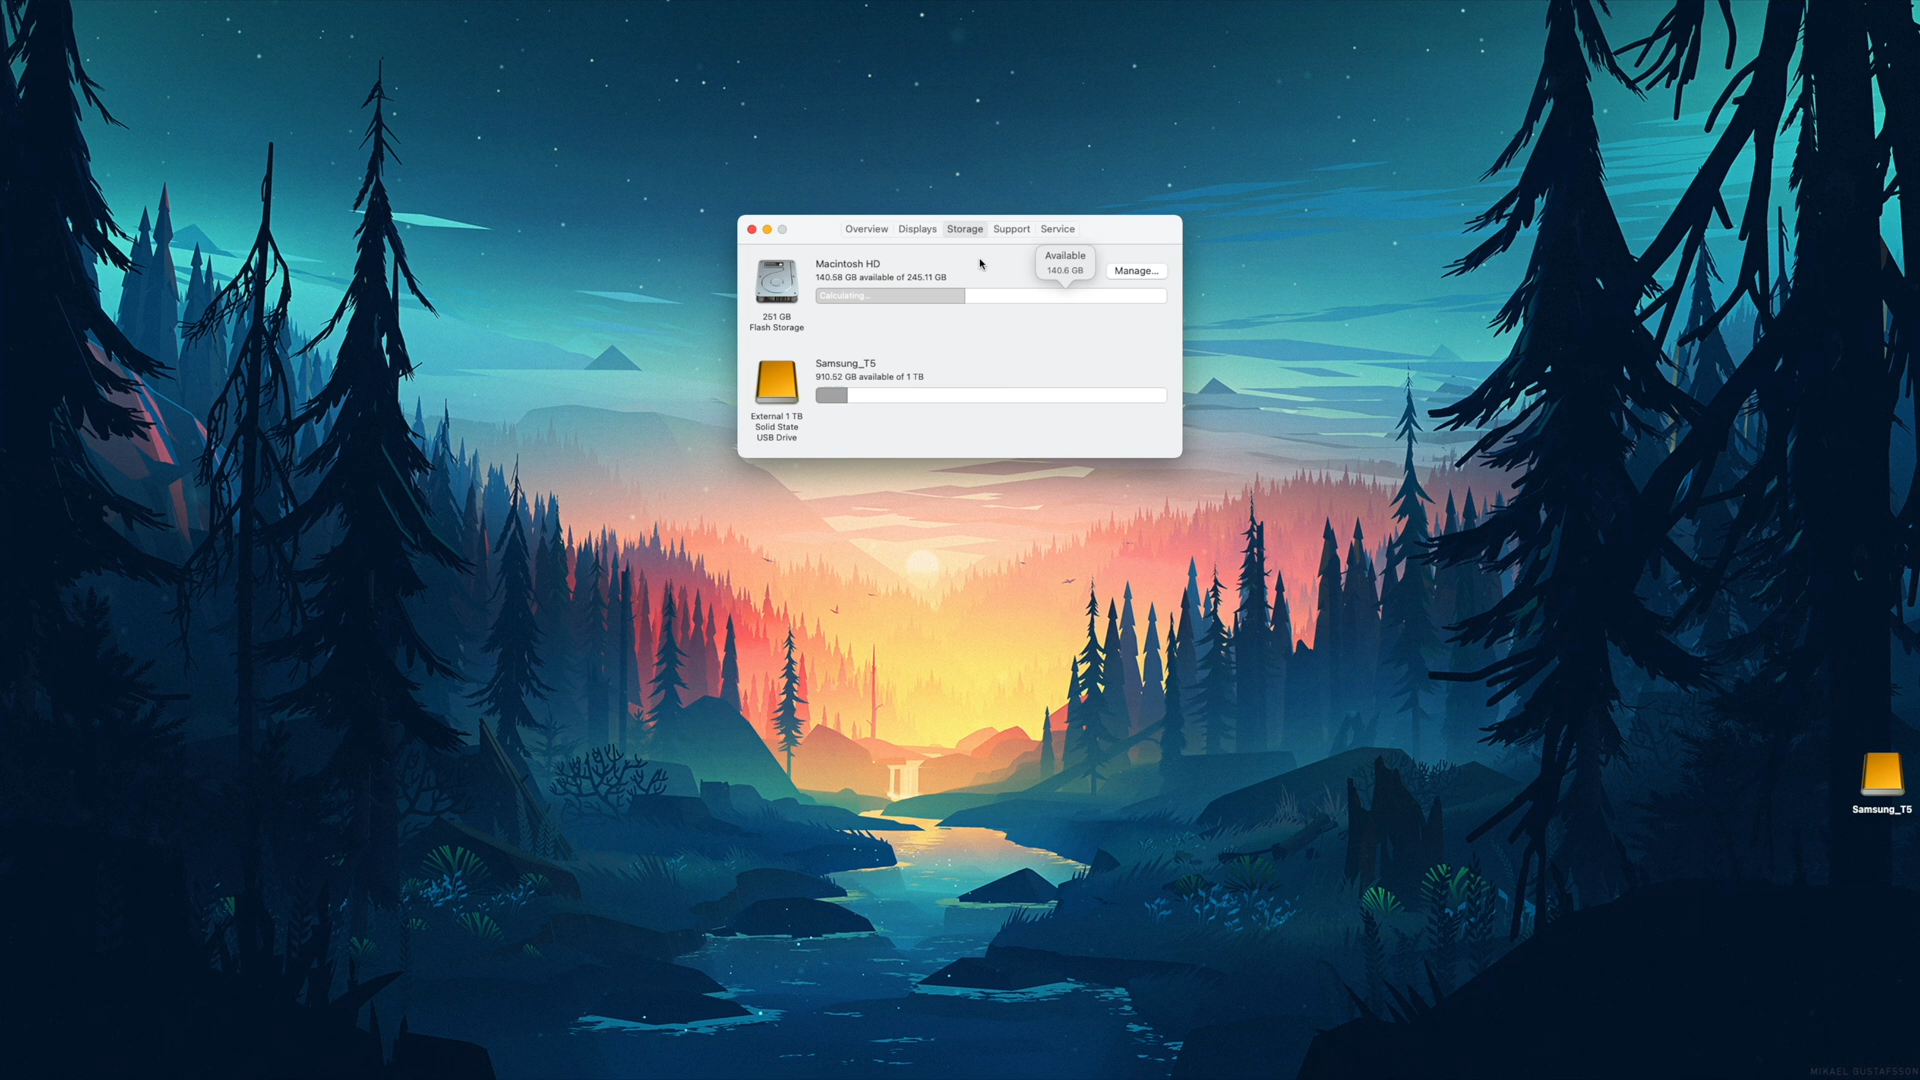 Overview Displays Storage Support Service
Macintosh HD
140.58 GB available of 245.11 GB
Available
140.6 GB
Manage...
Calculating...
251 GB
Flash Storage
Samsung_T5
910.52 GB available of 1 TB
External 1 TB
Solid State
USB Drive
Samsung_T5
MIKAEL GUSTAFSSON